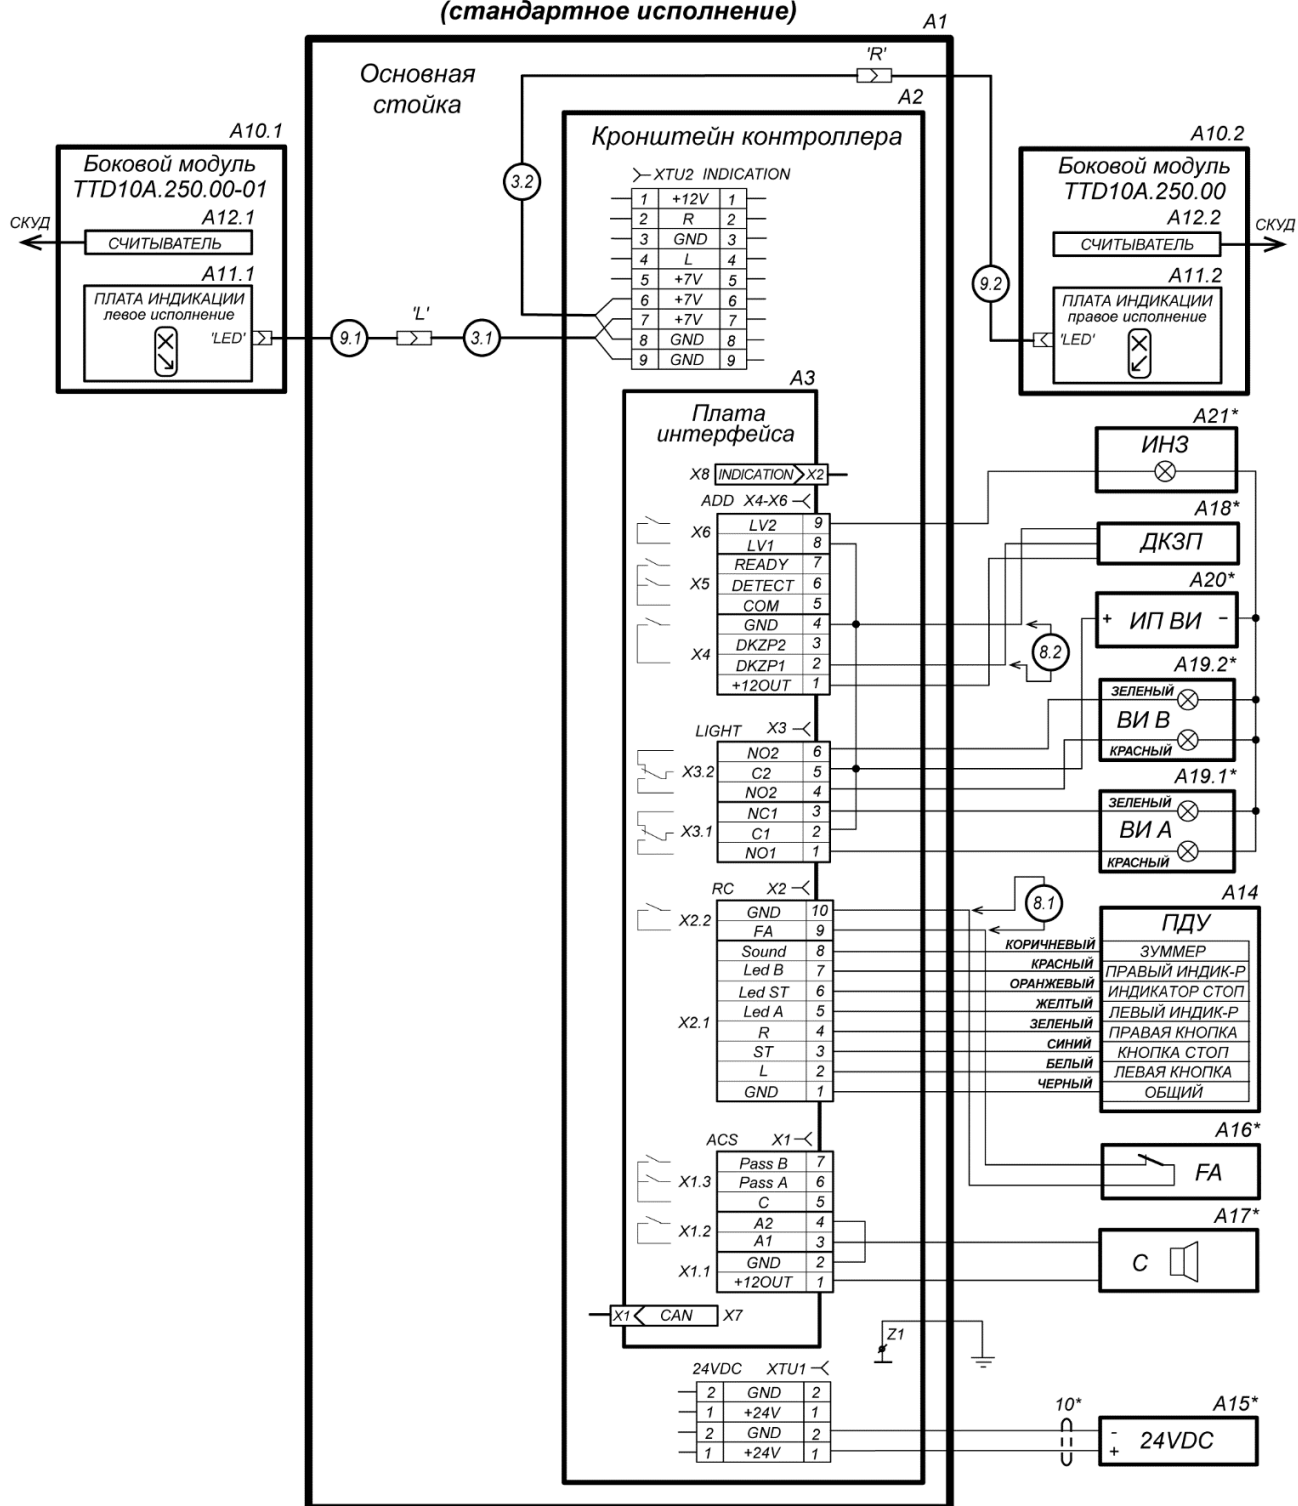 (стандартное исполнение)
A1
'R'
Основная
стойка
A2
A10.1
A10.2
Кронштейн контроллера
Боковой модуль
TTD10A.250.00-01
Боковой модуль
TTD10A.250.00
3.2
XTU2 INDICATION
1 +12V 1
2 R 2
3 GND 3
4 L 4
5 +7V 5
6 +7V 6
7 +7V 7
8 GND 8
9 GND 9
СКУД
A12.1
СЧИТЫВАТЕЛЬ
A11.1
ПЛАТА ИНДИКАЦИИ
левое исполнение
'LED'
9.1
'L'
3.1
A12.2
СКУД
СЧИТЫВАТЕЛЬ
A11.2
9.2
ПЛАТА ИНДИКАЦИИ
правое исполнение
'LED'
A3
Плата
интерфейса
X8 INDICATION X2
ADD X4-X6
X6
LV2 9
LV1 8
X5
READY 7
DETECT 6
COM 5
X4
GND 4
DKZP2 3
DKZP1 2
+12OUT 1
A21*
ИНЗ
A18*
ДКЗП
A20*
+ ИП ВИ -
8.2
A19.2*
ЗЕЛЕНЫЙ
ВИ В
КРАСНЫЙ
LIGHT X3
X3.2
NO2 6
C2 5
NO2 4
X3.1
NC1 3
C1 2
NO1 1
A19.1*
ЗЕЛЕНЫЙ
ВИ А
КРАСНЫЙ
RC X2
X2.2
GND 10
FA 9
X2.1
Sound 8
Led B 7
Led ST 6
Led A 5
R 4
ST 3
L 2
GND 1
8.1
A14
ПДУ
КОРИЧНЕВЫЙ ЗУММЕР
КРАСНЫЙ ПРАВЫЙ ИНДИК-Р
ОРАНЖЕВЫЙ ИНДИКАТОР СТОП
ЖЕЛТЫЙ ЛЕВЫЙ ИНДИК-Р
ЗЕЛЕНЫЙ ПРАВАЯ КНОПКА
СИНИЙ КНОПКА СТОП
БЕЛЫЙ ЛЕВАЯ КНОПКА
ЧЕРНЫЙ ОБЩИЙ
ACS X1
X1.3
Pass B 7
Pass A 6
C 5
X1.2
A2 4
A1 3
X1.1
GND 2
+12OUT 1
A16*
FA
A17*
C
X1 CAN X7
Z1
24VDC XTU1
2 GND 2
1 +24V 1
2 GND 2
1 +24V 1
10*
A15*
-
+
24VDC